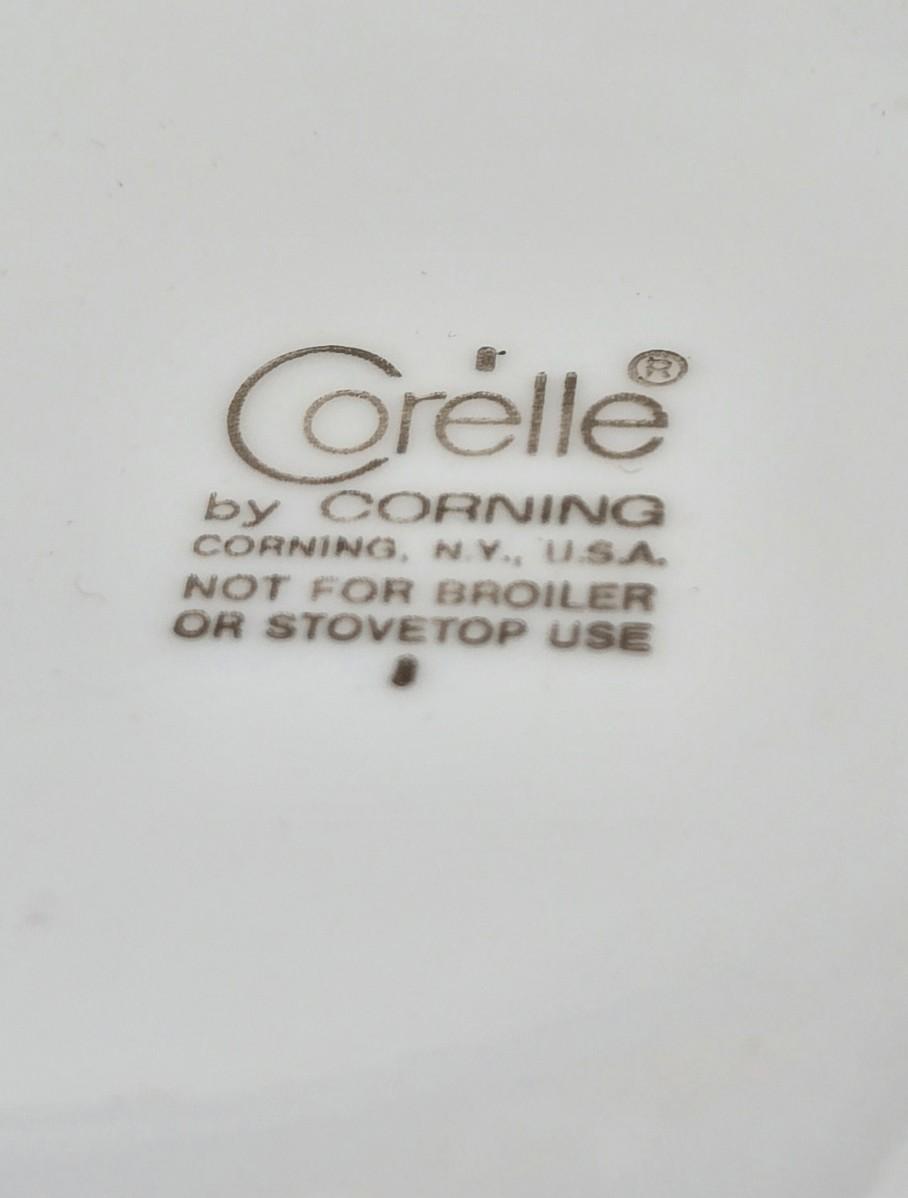 Corelle®
by CORNING
CORNING, N.Y., U.S.A.
NOT FOR BROILER
OR STOVETOP USE